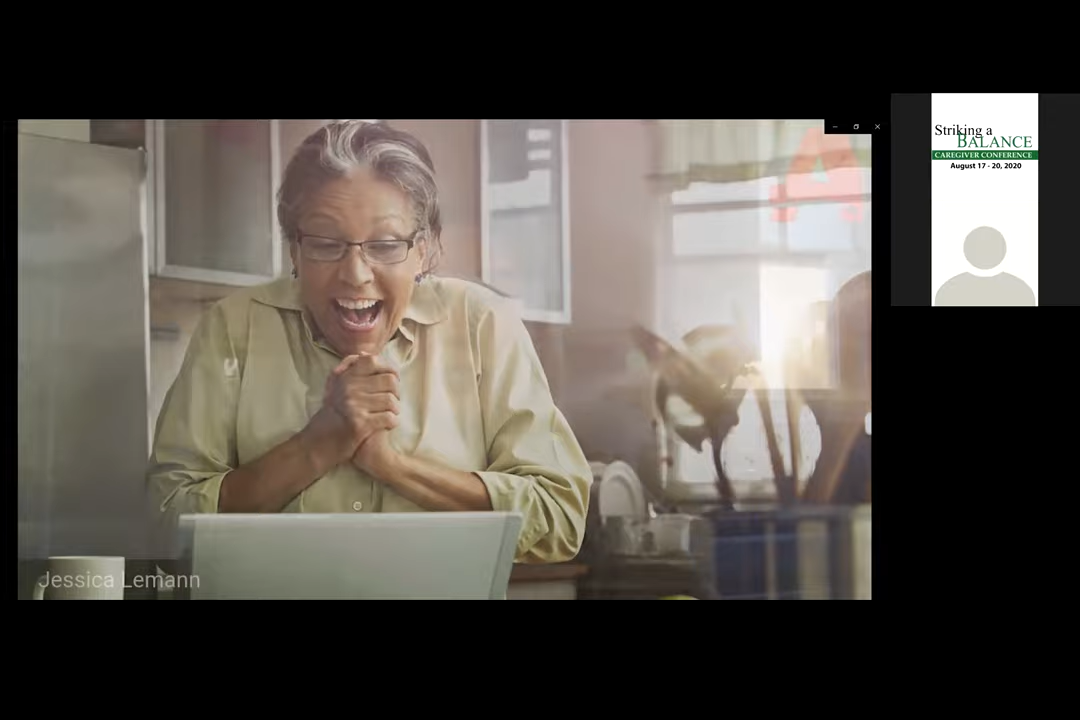 Striking a
BALANCE
CAREGIVER CONFERENCE
August 17 - 20, 2020
Jessica Lemann